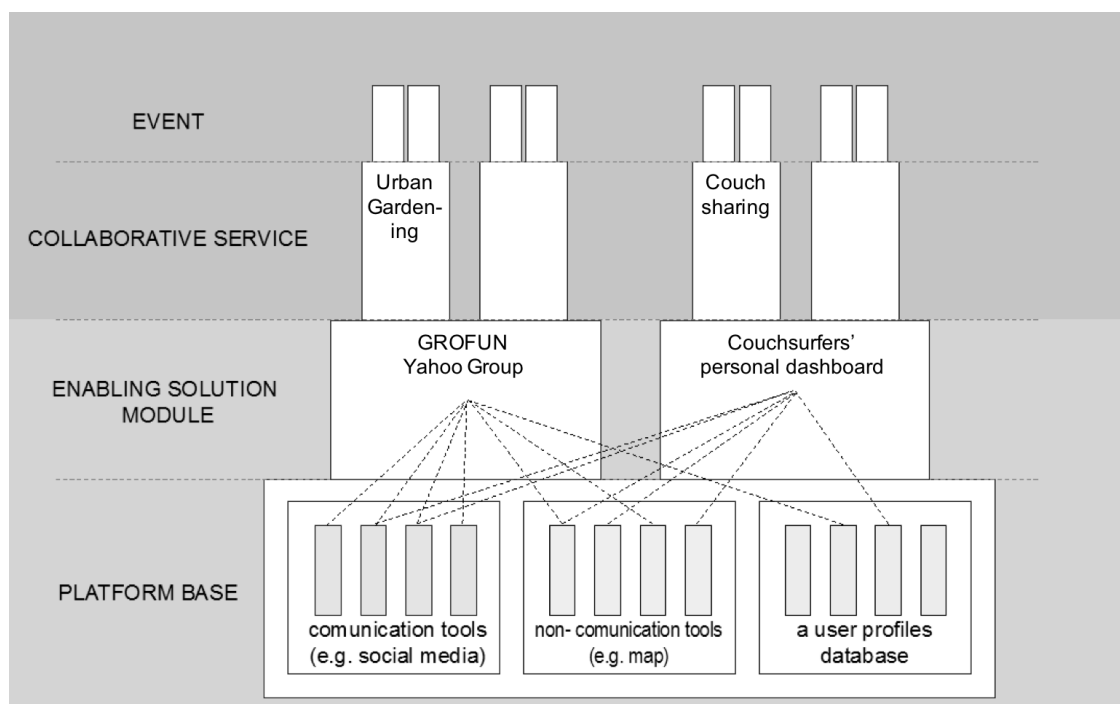 EVENT
Urban
Garden-
ing
Couch
sharing
COLLABORATIVE SERVICE
GROFUN
Yahoo Group
Couchsurfers’
personal dashboard
ENABLING SOLUTION
MODULE
PLATFORM BASE
comunication tools
(e.g. social media)
non- comunication tools
(e.g. map)
a user profiles
database